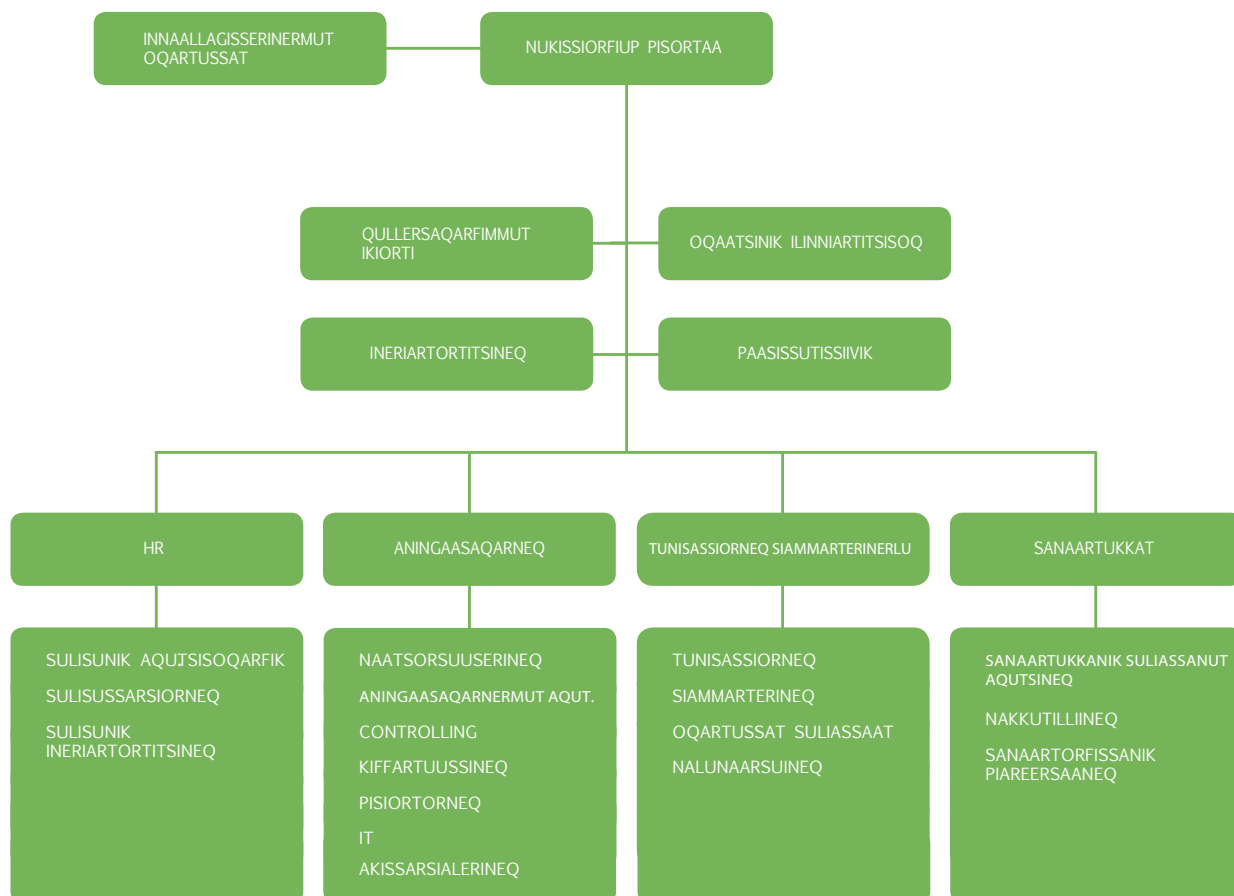 INNAALLAGISSERINERMUT
OQARTUSSAT
NUKISSIORFIUP PISORTAA
QULLERSAQARFIMMUT
IKIORTI
OQAATSINIK ILINNIARTITSISOQ
INERIARTORTITSINEQ
PAASISSUTISSIIVIK
HR
ANINGAASAQARNEQ
TUNISASSIORNEQ SIAMMARTERINERLU
SANAARTUKKAT
SULISUNIK AQUTSISOQARFIK
SULISUSSARSIORNEQ
SULISUNIK
INERIARTORTITSINEQ
NAATSORSUUSERINEQ
ANINGAASAQARNERMUT AQUT.
CONTROLLING
KIFFARTUUSSINEQ
PISIORTORNEQ
IT
AKISSARSIALERINEQ
TUNISASSIORNEQ
SIAMMARTERINEQ
OQARTUSSAT SULIASSAAT
NALUNAARSUINEQ
SANAARTUKKANIK SULIASSANUT
AQUTSINEQ
NAKKUTILLIINEQ
SANAARTORFISSANIK
PIAREERSAANEQ